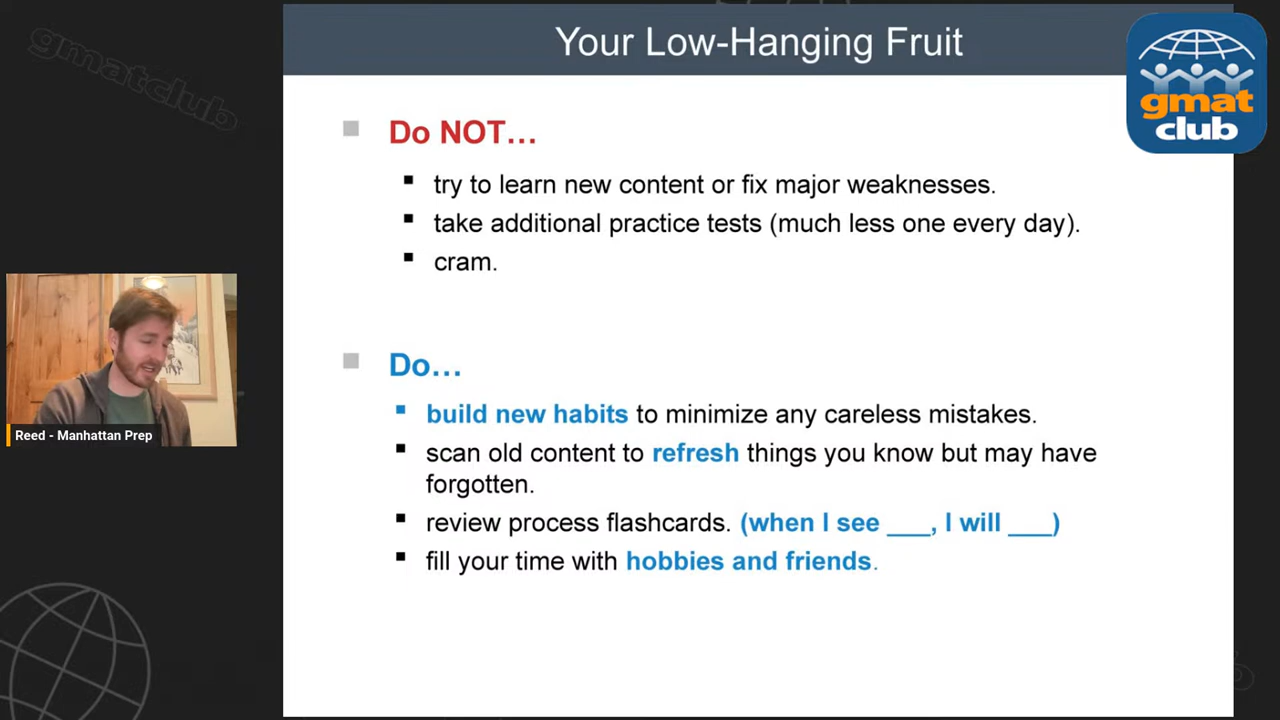 Your Low-Hanging Fruit
gmat
club
gmatclub
Do NOT…
try to learn new content or fix major weaknesses.
take additional practice tests (much less one every day).
cram.
Do…
build new habits to minimize any careless mistakes.
scan old content to refresh things you know but may have
forgotten.
review process flashcards. (when I see ___, I will ___)
fill your time with hobbies and friends.
Reed - Manhattan Prep